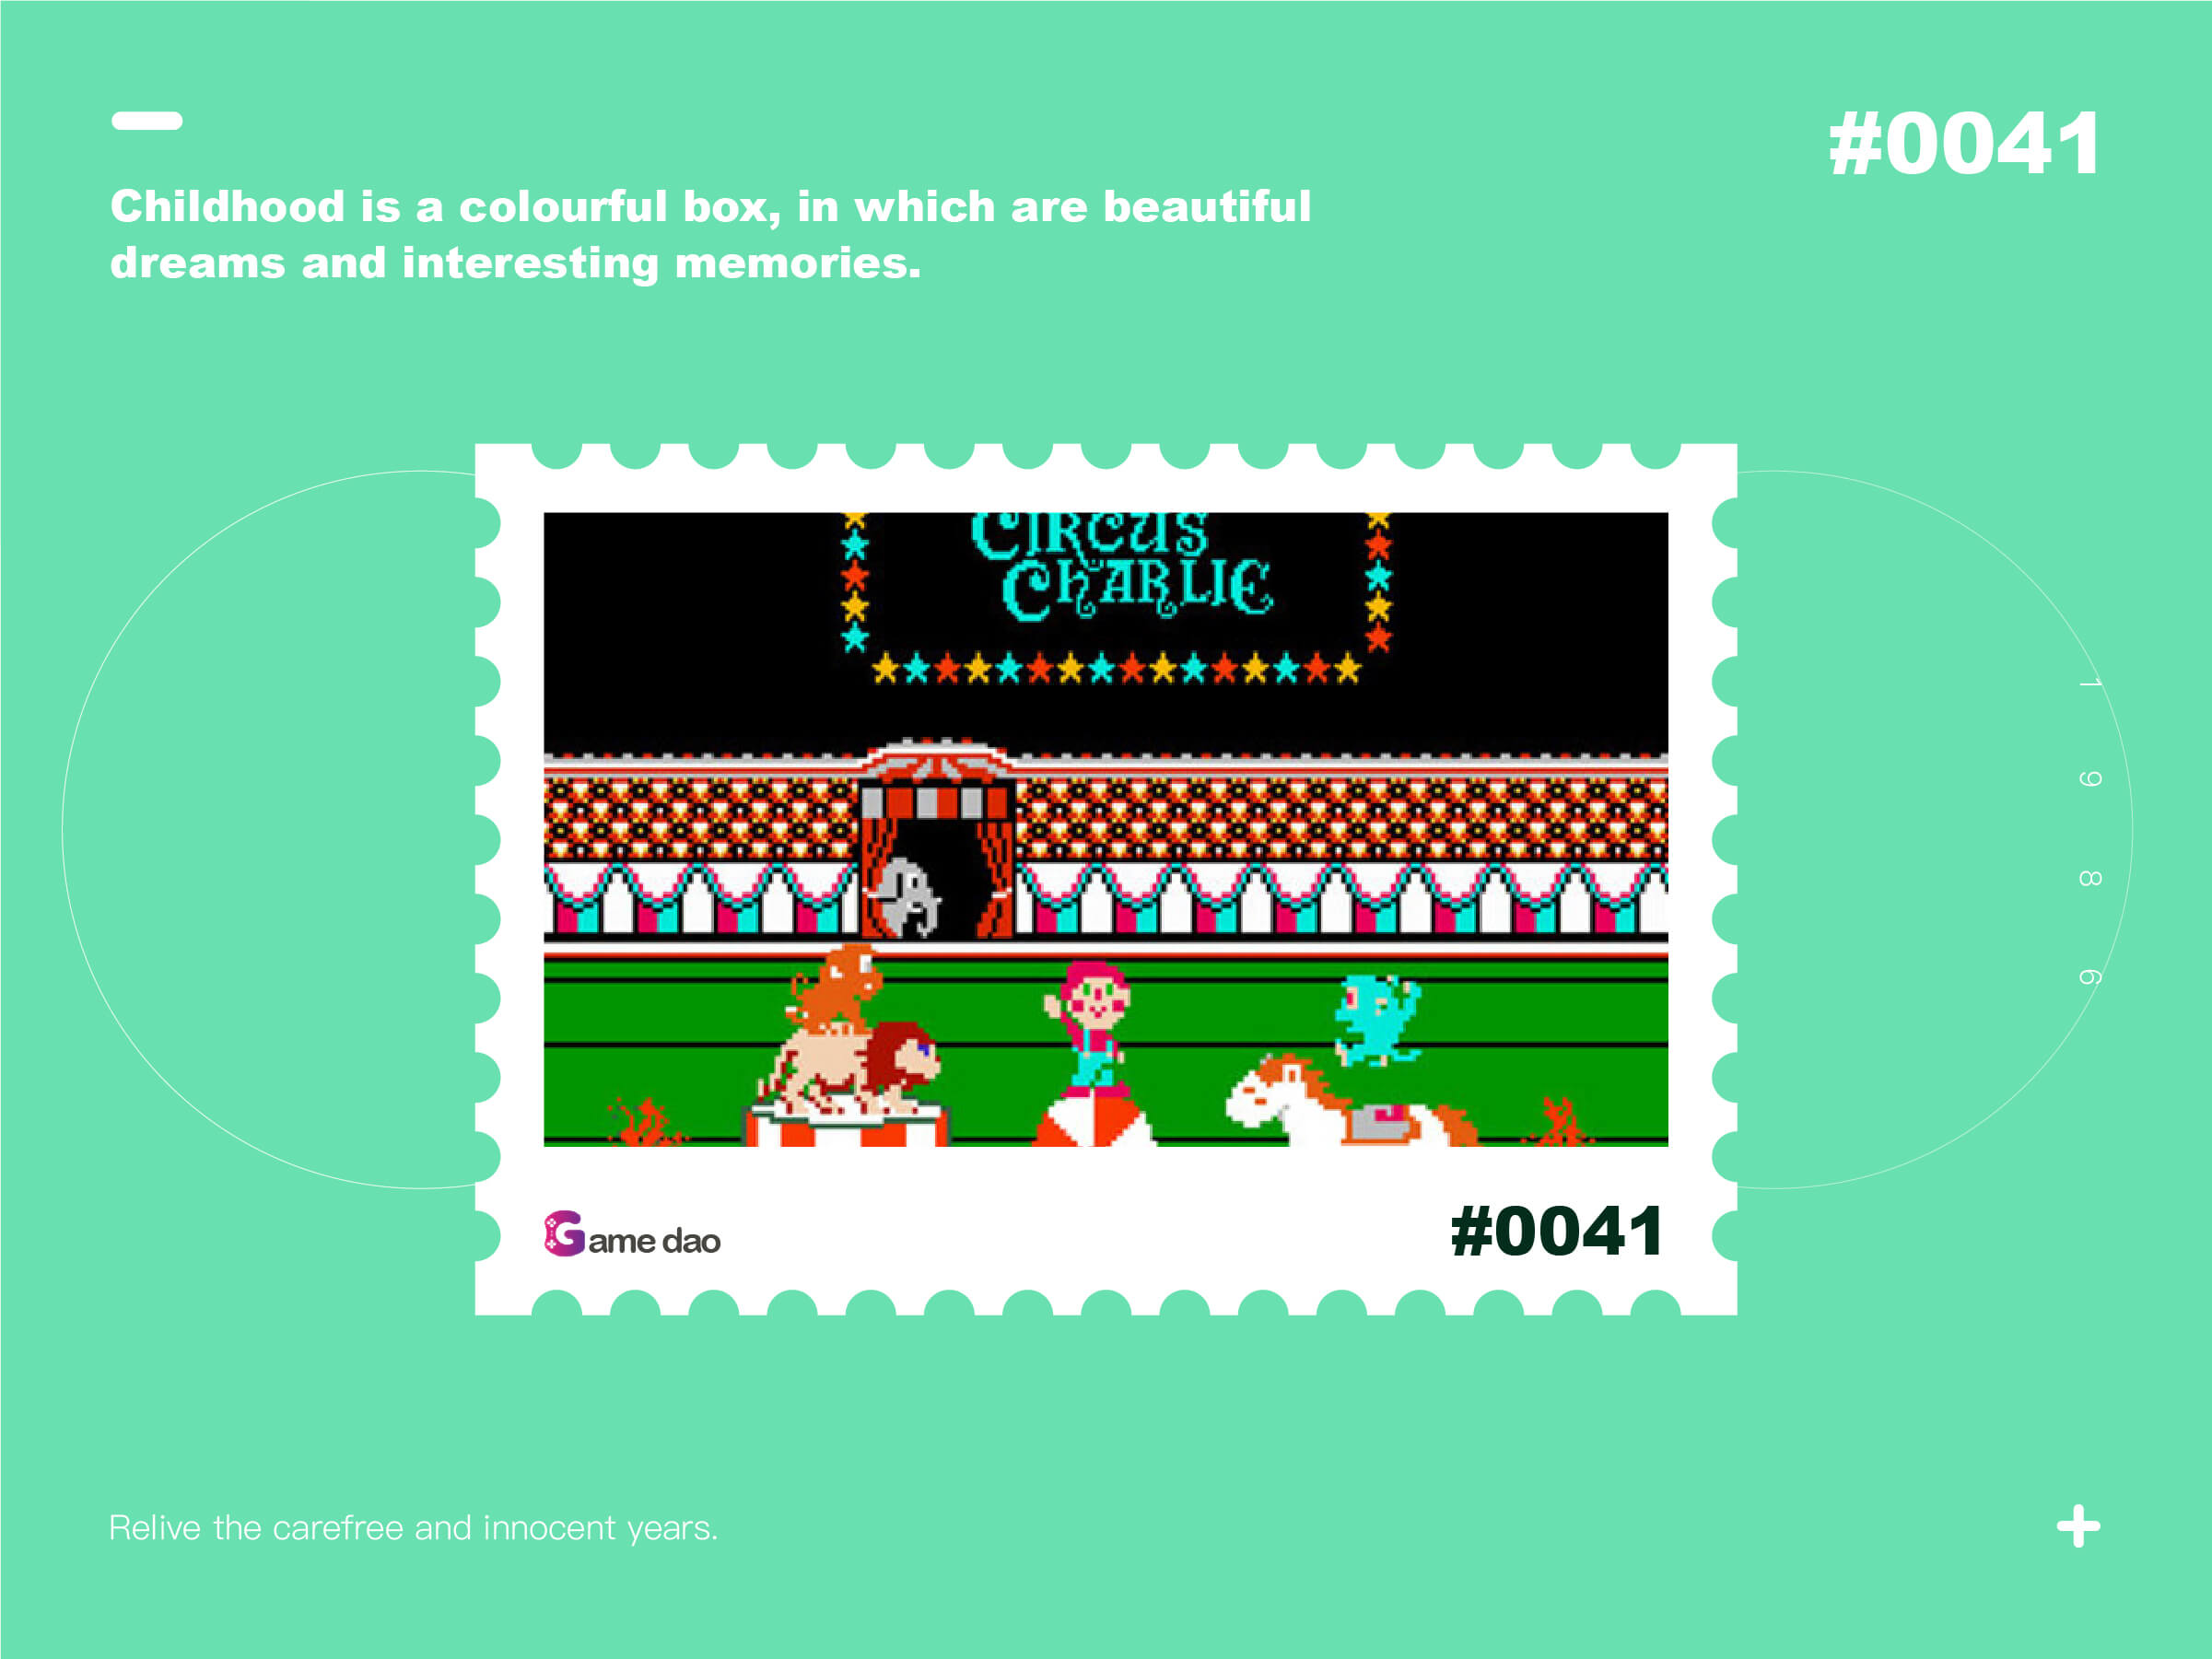 #0041
Childhood is a colourful box, in which are beautiful
dreams and interesting memories.
CIRCUS
CHARLIE
1986
Game dao
#0041
Relive the carefree and innocent years.